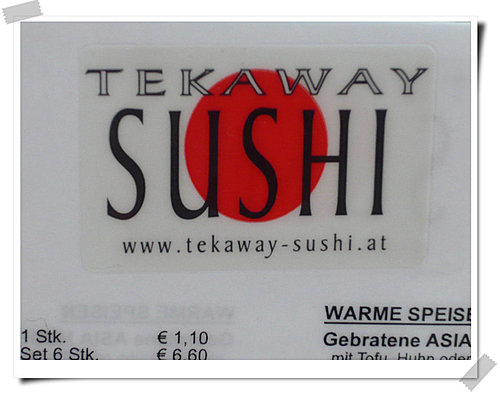 TEKAWAY
SUSHI
www.tekaway-sushi.at
WARME SPEISE
1 Stk. € 1,10
Gebratene ASIA
Set 6 Stk. € 6,60
mit Tofu, Huhn oder